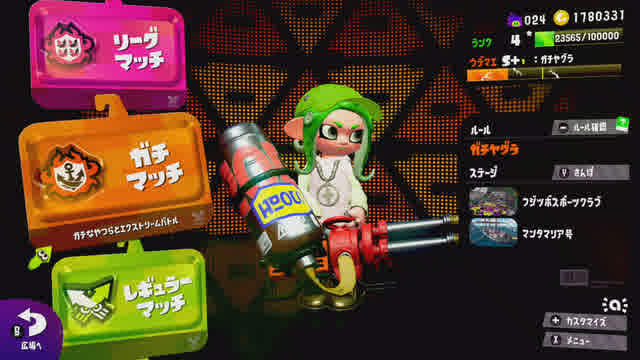 リーグ
マッチ
ガチ
マッチ
ガチなやつらとエクストリームバトル
レギュラー
マッチ
B
広場へ
024
1780331
ランク
4★
23565/100000
ウデマエ
S+
:ガチヤグラ
ルール
ルール確認
ガチヤグラ
ステージ
Y
さんぽ
フジツボスポーツクラブ
マンタマリア号
カスタマイズ
X
メニュー